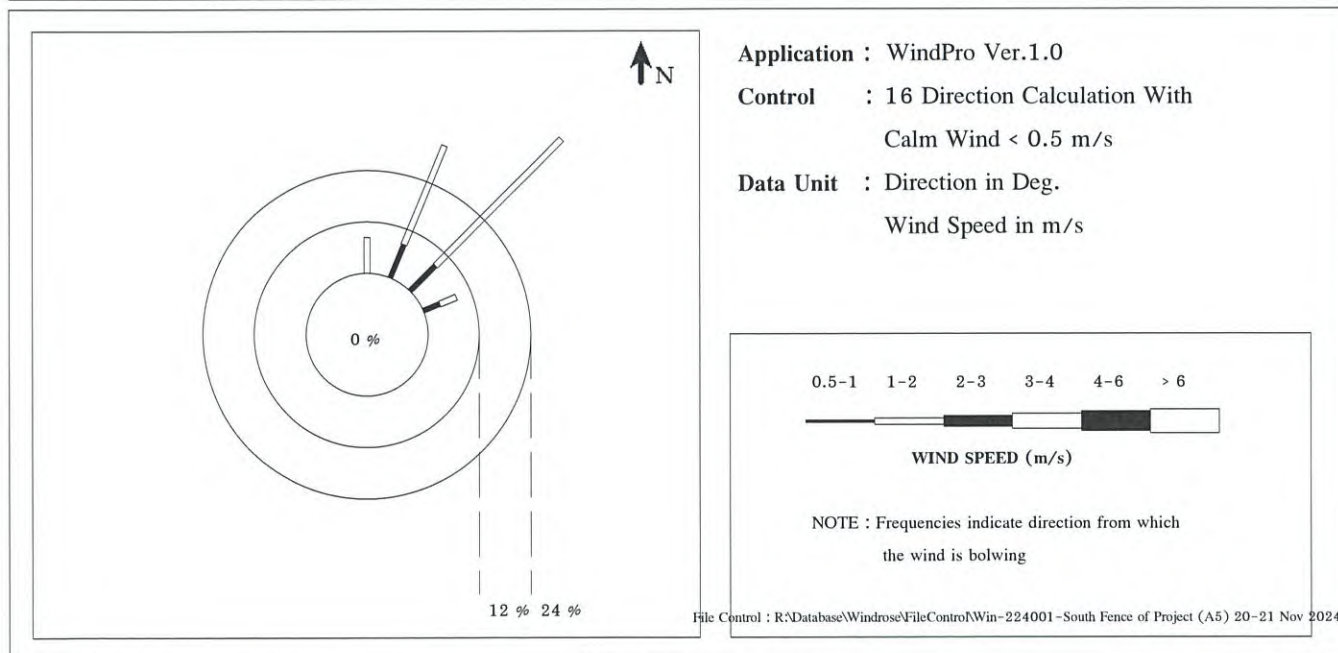 N
0 %
12 % 24 %
Application : WindPro Ver.1.0
Control : 16 Direction Calculation With
Calm Wind < 0.5 m/s
Data Unit : Direction in Deg.
Wind Speed in m/s
0.5-1 1-2 2-3 3-4 4-6 > 6
WIND SPEED (m/s)
NOTE : Frequencies indicate direction from which
the wind is bolwing
File Control : R:\Database\Windrose\FileControl\Win-224001-South Fence of Project (A5) 20-21 Nov 2024